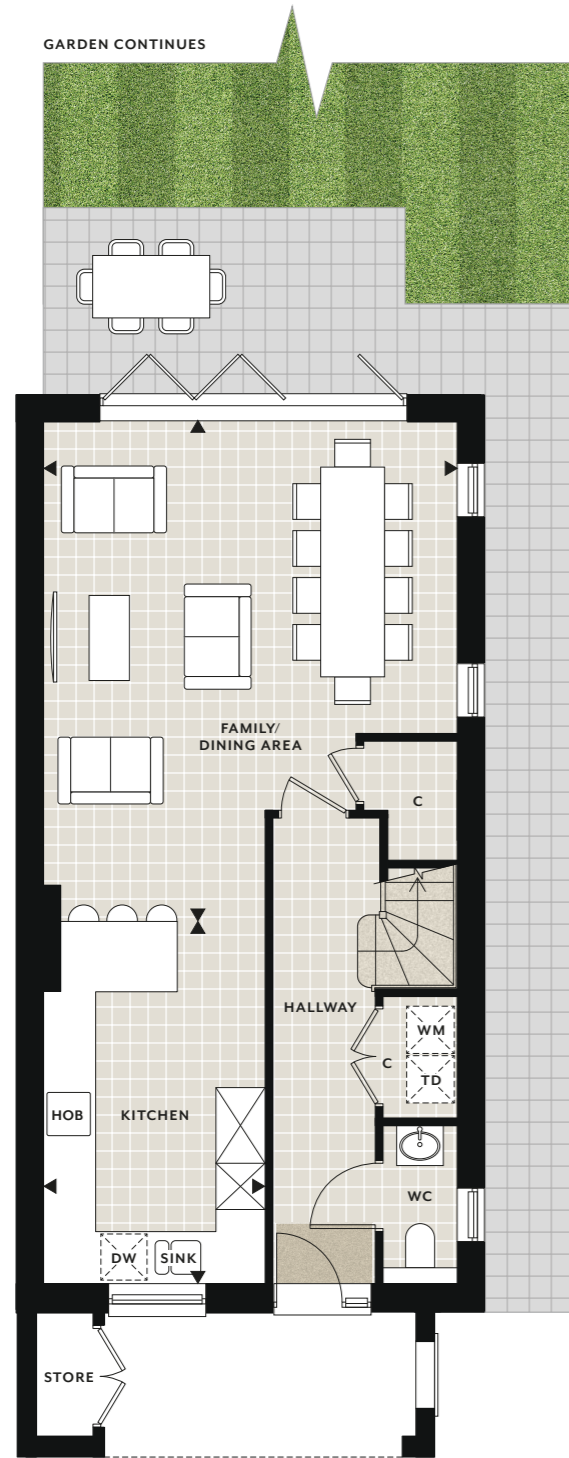 GARDEN CONTINUES
FAMILY/
DINING AREA
C
HALLWAY
WM
C
TD
HOB
KITCHEN
WC
DW
SINK
STORE